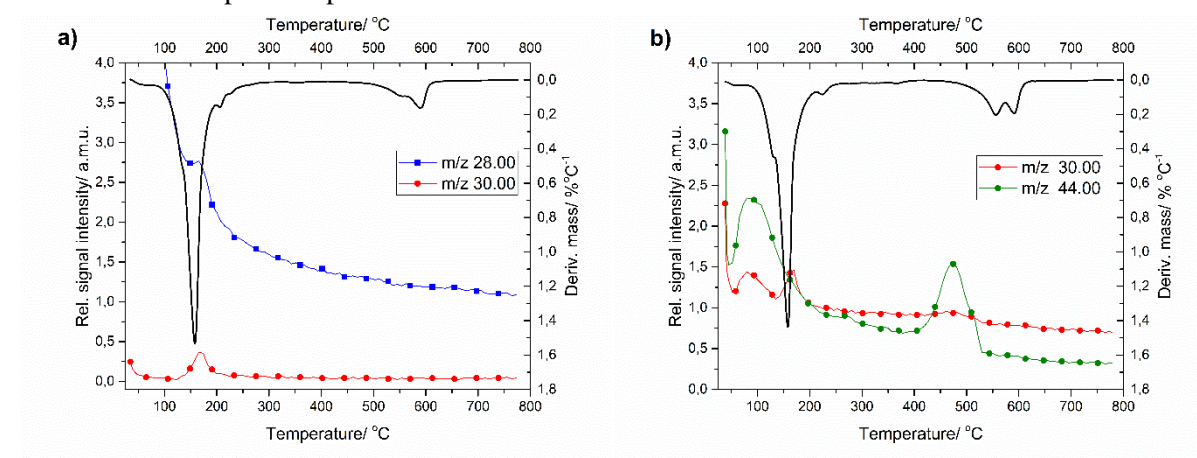 Temperature/ °C
a)
100 200 300 400 500 600 700 800
4,0
3,5
3,0
2,5
2,0
1,5
1,0
0,5
0,0
Rel. signal intensity/ a.m.u.
m/z 28.00
m/z 30.00
0,0
0,2
0,4
0,6
0,8
1,0
1,2
1,4
1,6
1,8
Deriv. mass/ %°C⁻¹
100 200 300 400 500 600 700 800
Temperature/ °C
Temperature/ °C
b)
100 200 300 400 500 600 700 800
4,0
3,5
3,0
2,5
2,0
1,5
1,0
0,5
0,0
Rel. signal intensity/ a.m.u.
m/z 30.00
m/z 44.00
0,0
0,2
0,4
0,6
0,8
1,0
1,2
1,4
1,6
1,8
Deriv. mass/ % °C⁻¹
100 200 300 400 500 600 700 800
Temperature/ °C